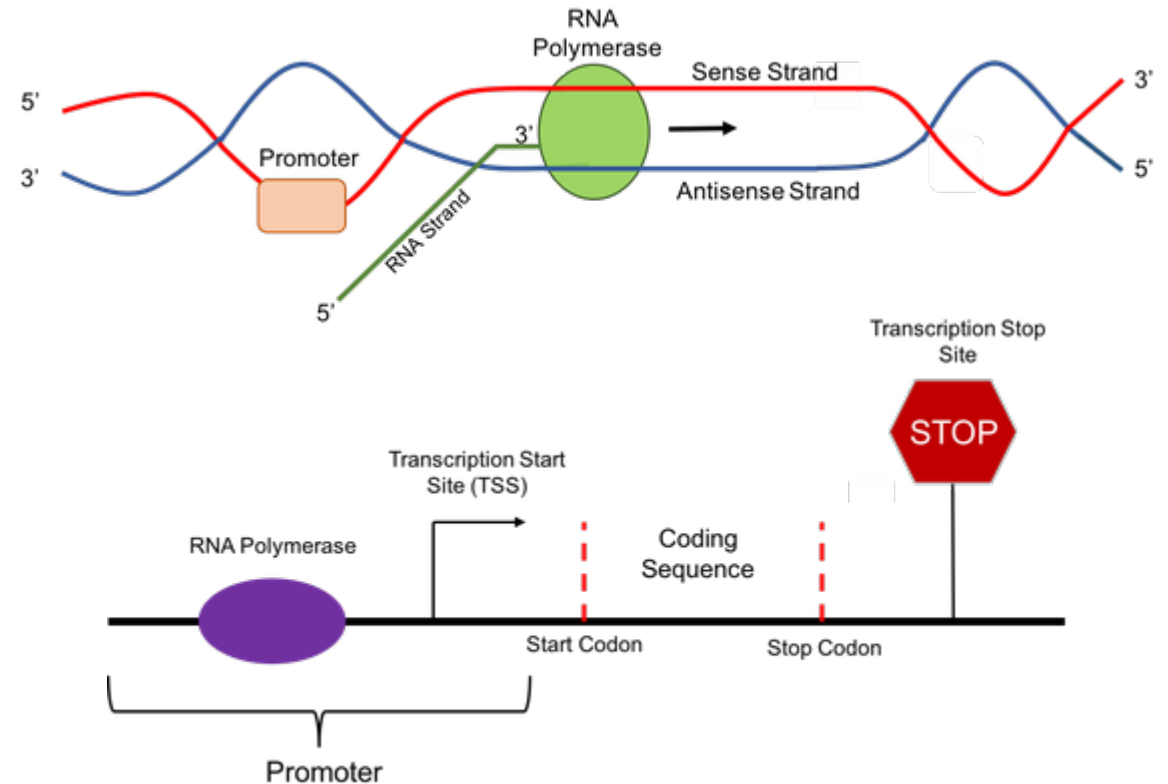 RNA
Polymerase
Sense Strand
5’
3’
3’
Promoter
3’
5’
Antisense Strand
RNA Strand
5’
Transcription Stop
Site
STOP
Transcription Start
Site (TSS)
RNA Polymerase
Coding
Sequence
Start Codon
Stop Codon
Promoter